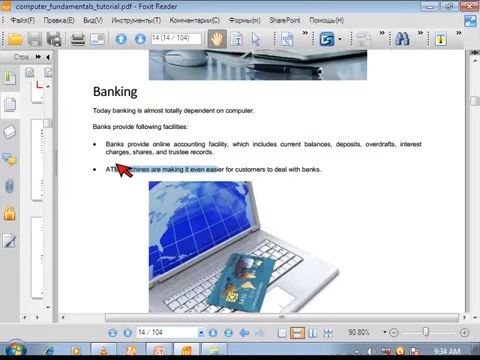 computer_fundamentals_tutorial.pdf - Foxit Reader
Файл(F) Правка(E) Вид(V) Инструменты(T) Комментарии(C) Формы(m) SharePoint Помощь(H)
14 (14 / 104)
Стра...
Banking
Today banking is almost totally dependent on computer.
Banks provide following facilities:
• Banks provide online accounting facility, which includes current balances, deposits, overdrafts, interest
charges, shares, and trustee records.
• ATM machines are making it even easier for customers to deal with banks.
14 / 104
90.80%
9:34 AM